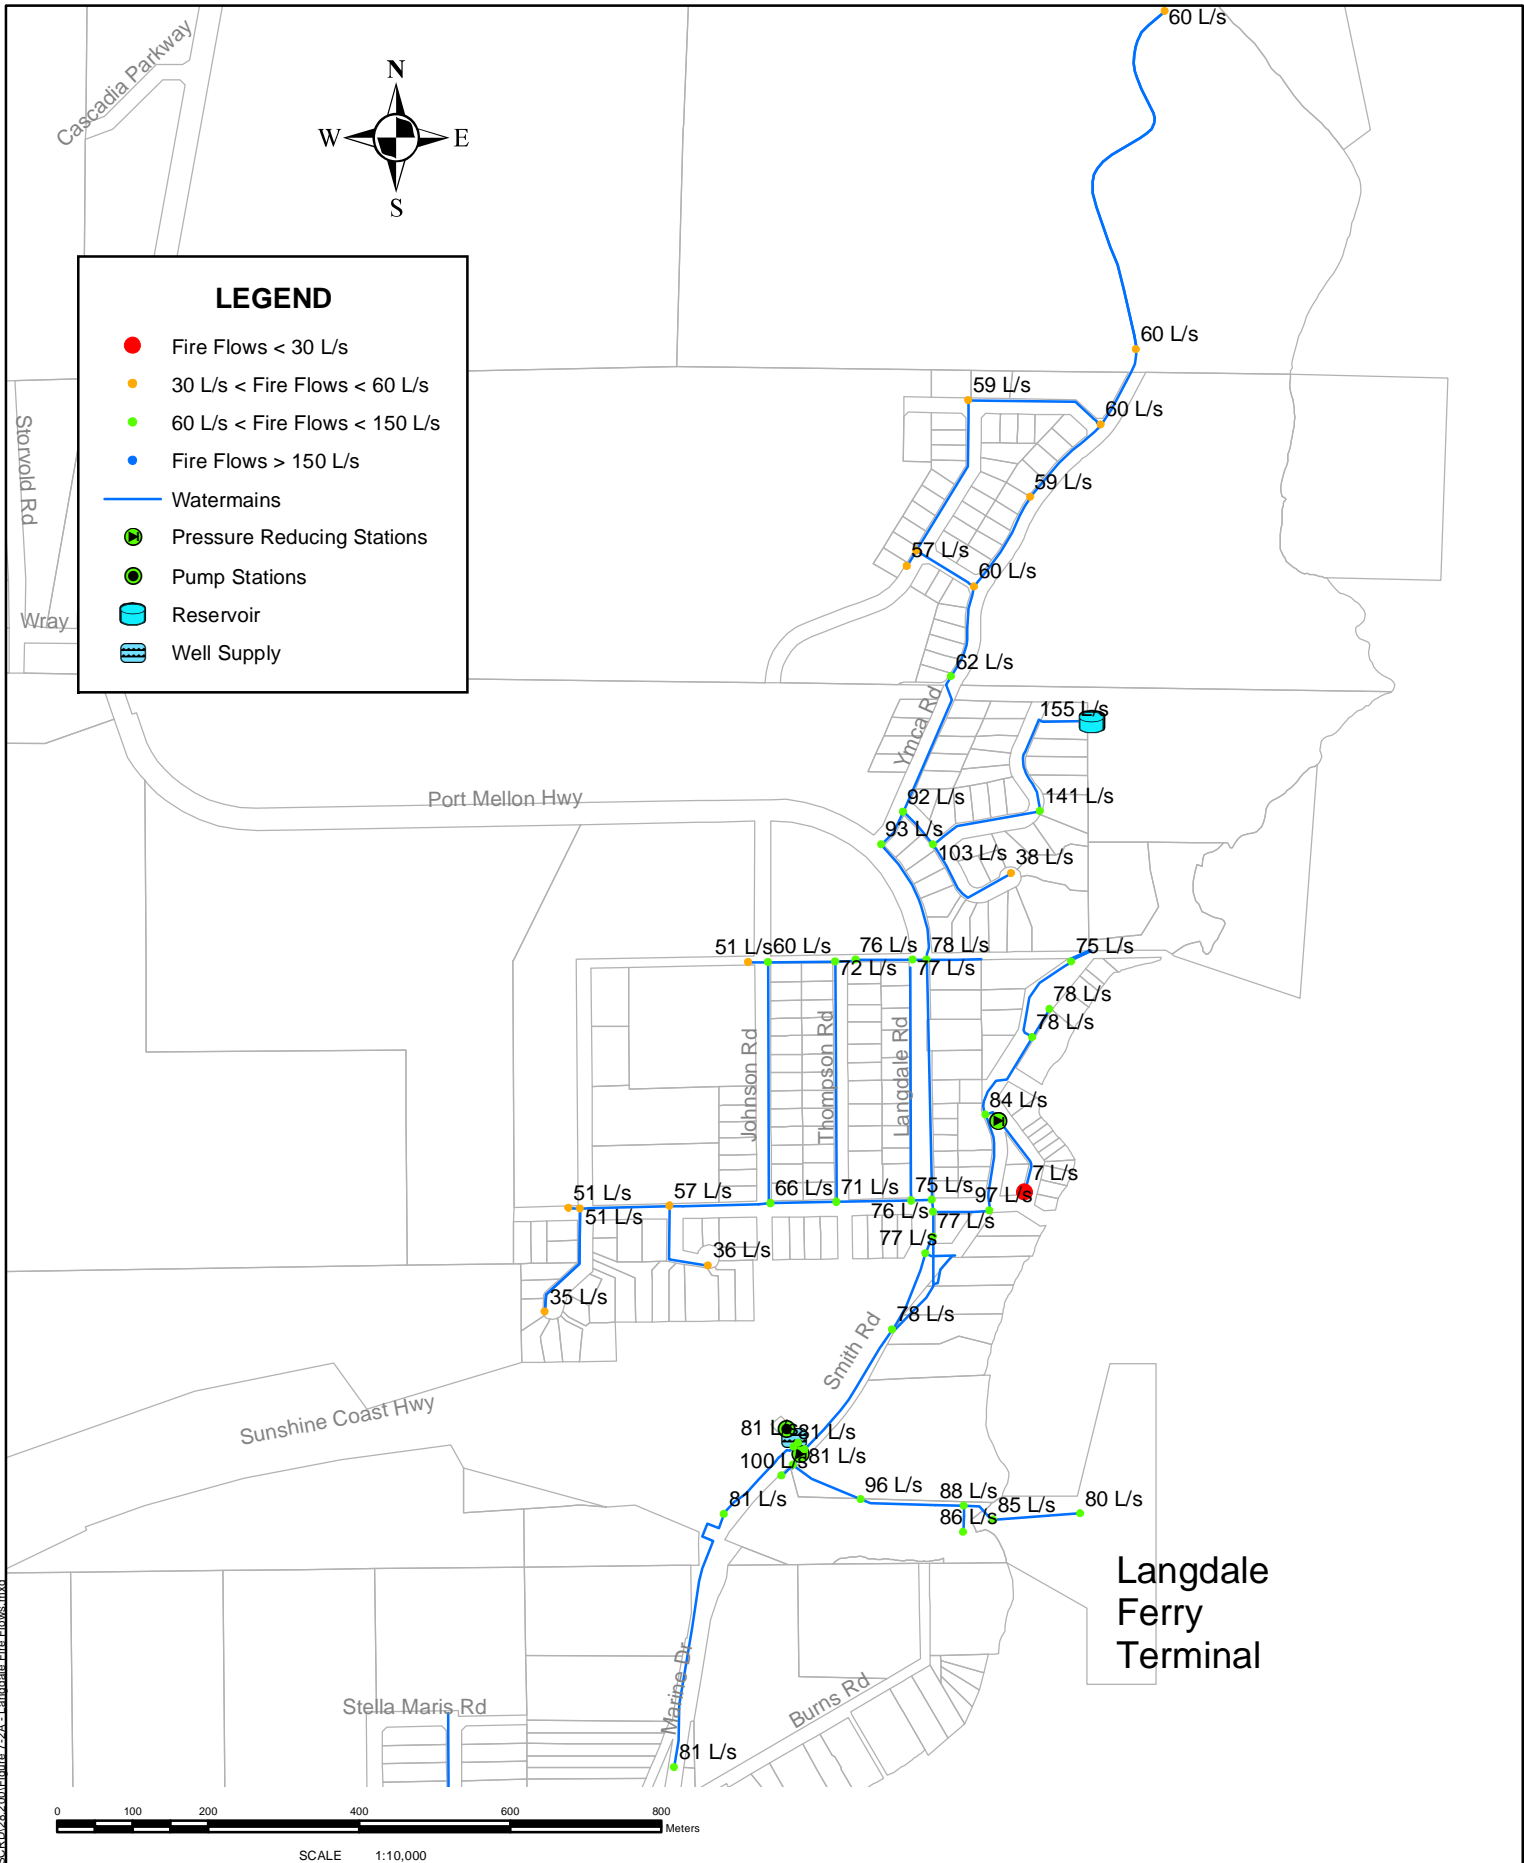 60 L/s
Cascadia Parkway
N
W
E
S
LEGEND
Fire Flows < 30 L/s
30 L/s < Fire Flows < 60 L/s
60 L/s < Fire Flows < 150 L/s
Fire Flows > 150 L/s
Watermains
Pressure Reducing Stations
Pump Stations
Reservoir
Well Supply
Storvold Rd
Wray
60 L/s
59 L/s
60 L/s
59 L/s
57 L/s
60 L/s
62 L/s
Ymca Rd
155 L/s
Port Mellon Hwy
92 L/s
141 L/s
93 L/s
103 L/s
38 L/s
51 L/s
60 L/s
76 L/s
78 L/s
75 L/s
72 L/s
77 L/s
78 L/s
78 L/s
Johnson Rd
Thompson Rd
Langdale Rd
84 L/s
7 L/s
51 L/s
57 L/s
66 L/s
71 L/s
75 L/s
97 L/s
51 L/s
76 L/s
77 L/s
77 L/s
36 L/s
35 L/s
78 L/s
Smith Rd
Sunshine Coast Hwy
81 L/s
81 L/s
81 L/s
100 L/s
96 L/s
88 L/s
85 L/s
80 L/s
81 L/s
86 L/s
Langdale
Ferry
Terminal
Marine Dr
Burns Rd
Stella Maris Rd
81 L/s
0 100 200 400 600 800
Meters
SCALE 1:10,000